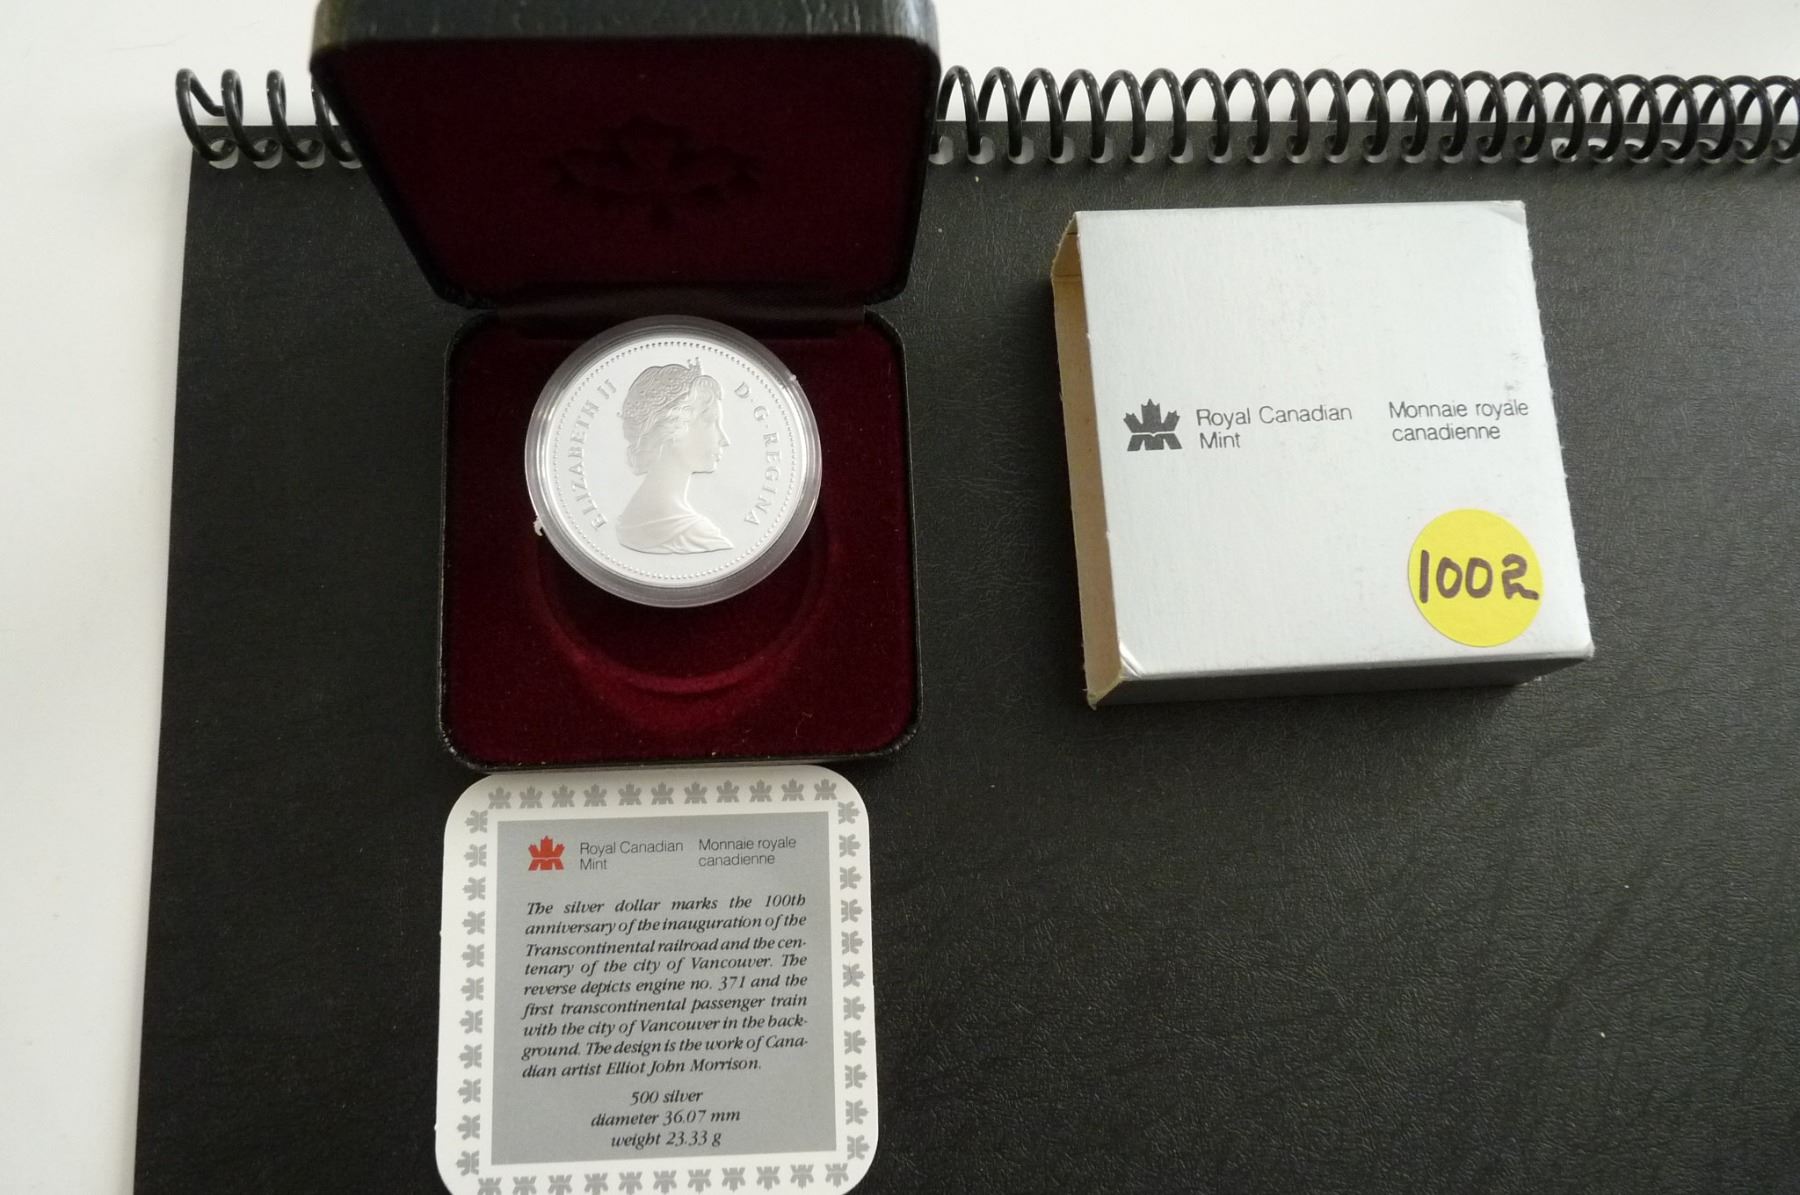 ELIZABETH II D·G·REGINA
Royal Canadian Mint
Monnaie royale canadienne
1002
Royal Canadian
Mint
Monnaie royale
canadienne
The silver dollar marks the 100th
anniversary of the inauguration of the
Transcontinental railroad and the cen-
tenary of the city of Vancouver. The
reverse depicts engine no. 371 and the
first transcontinental passenger train
with the city of Vancouver in the back-
ground. The design is the work of Cana-
dian artist Elliot John Morrison.
500 silver
diameter 36.07 mm
weight 23.33 g